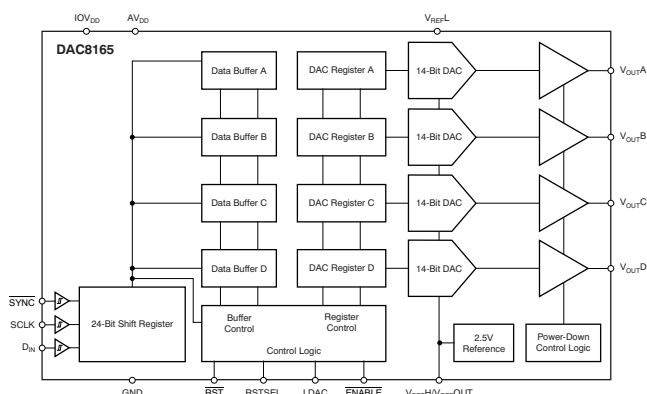 IOVDD AVDD VREFL
DAC8165
Data Buffer A DAC Register A 14-Bit DAC VOUTA
Data Buffer B DAC Register B 14-Bit DAC VOUTB
Data Buffer C DAC Register C 14-Bit DAC VOUTC
Data Buffer D DAC Register D 14-Bit DAC VOUTD
SYNC
SCLK
DIN
24-Bit Shift Register
Buffer
Control
Register
Control
Control Logic
2.5V
Reference
Power-Down
Control Logic
GND RST RSTSEL LDAC ENABLE VREFH/VREFOUT